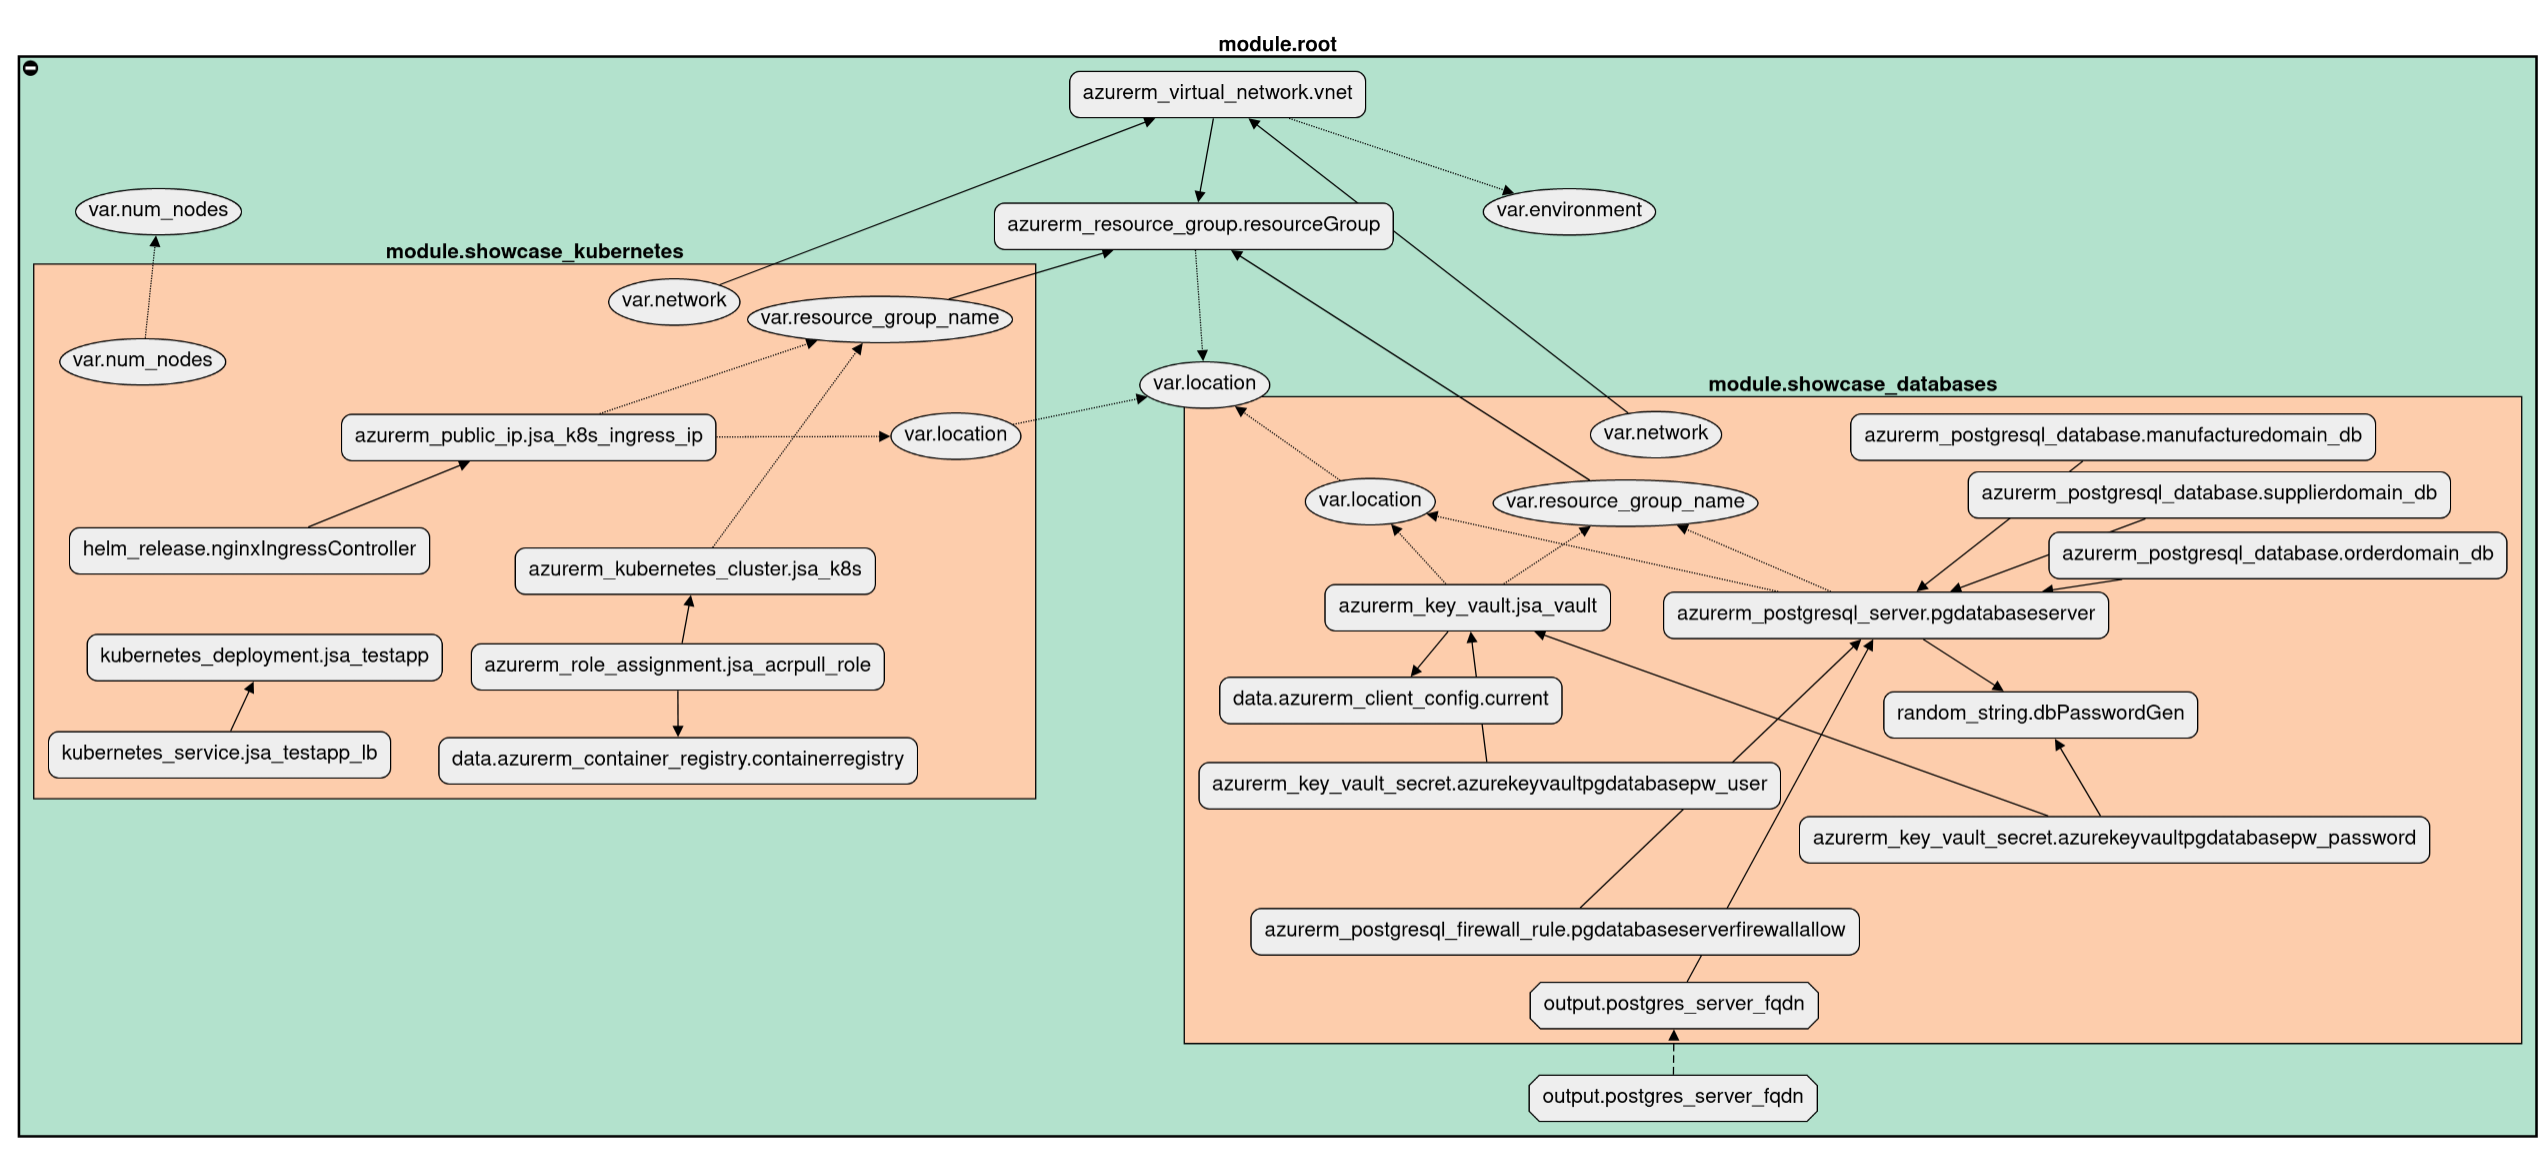 module.root
azurerm_virtual_network.vnet
var.num_nodes
azurerm_resource_group.resourceGroup
var.environment
module.showcase_kubernetes
var.network
var.resource_group_name
var.num_nodes
azurerm_public_ip.jsa_k8s_ingress_ip
var.location
helm_release.nginxIngressController
azurerm_kubernetes_cluster.jsa_k8s
kubernetes_deployment.jsa_testapp
azurerm_role_assignment.jsa_acrpull_role
kubernetes_service.jsa_testapp_lb
data.azurerm_container_registry.containerregistry
var.location
module.showcase_databases
var.network
azurerm_postgresql_database.manufacturedomain_db
var.location
var.resource_group_name
azurerm_postgresql_database.supplierdomain_db
azurerm_postgresql_database.orderdomain_db
azurerm_key_vault.jsa_vault
azurerm_postgresql_server.pgdatabaseserver
data.azurerm_client_config.current
random_string.dbPasswordGen
azurerm_key_vault_secret.azurekeyvaultpgdatabasepw_user
azurerm_key_vault_secret.azurekeyvaultpgdatabasepw_password
azurerm_postgresql_firewall_rule.pgdatabaseserverfirewallallow
output.postgres_server_fqdn
output.postgres_server_fqdn